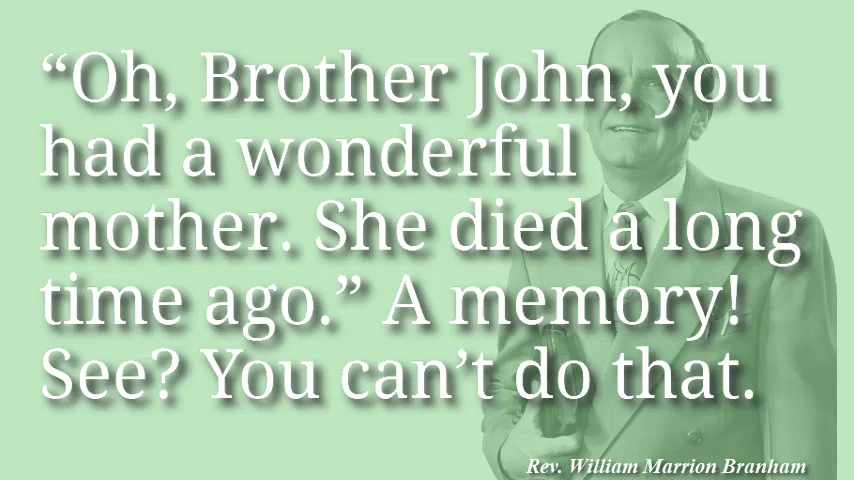 “Oh, Brother John, you
had a wonderful
mother. She died a long
time ago.” A memory!
See? You can’t do that.
Rev. William Marrion Branham